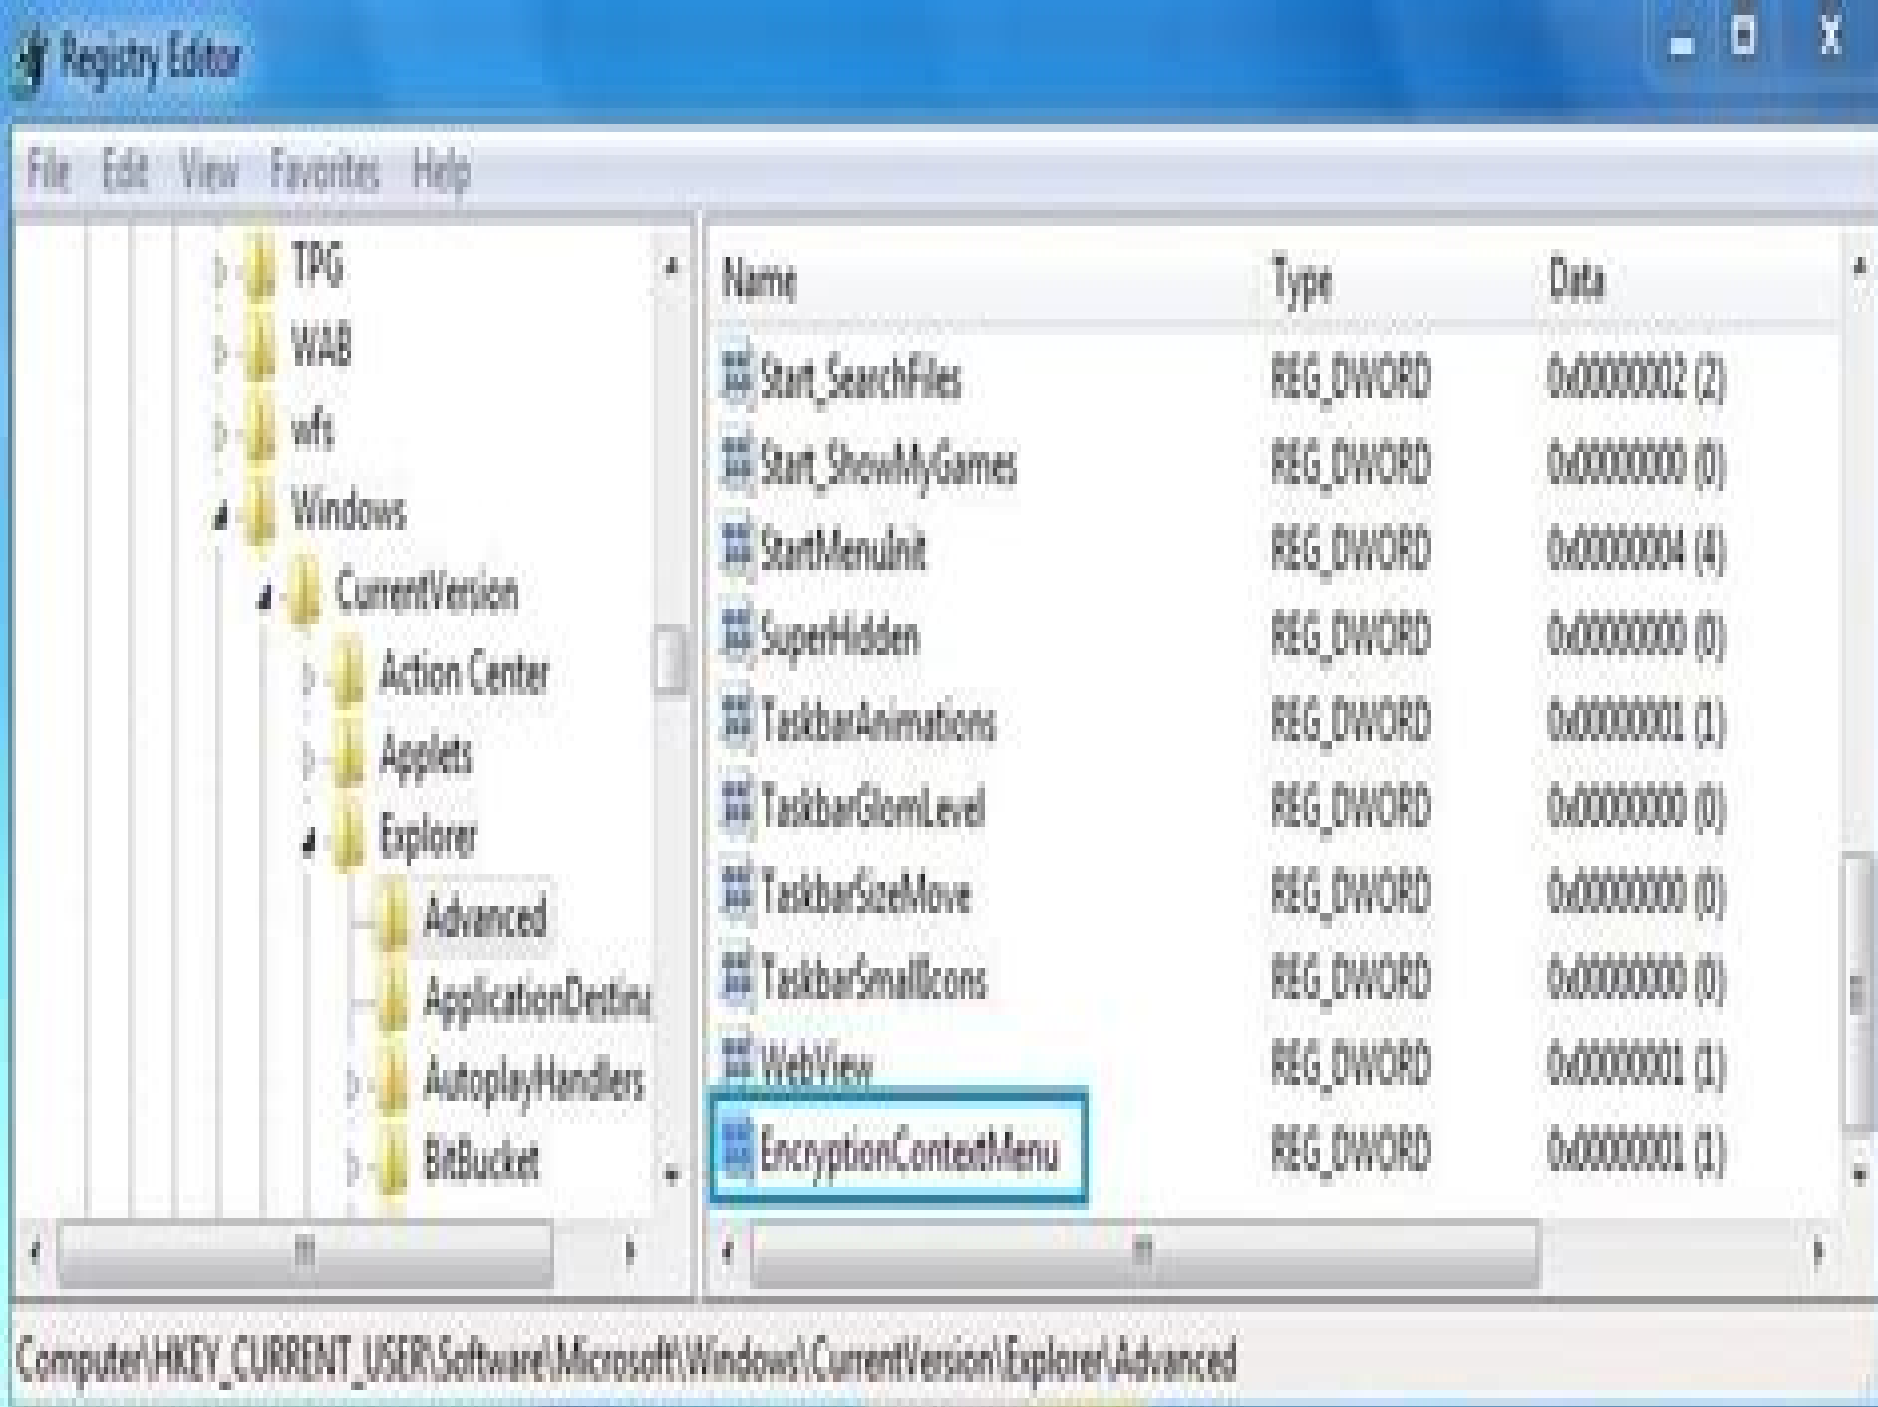 Registry Editor
File Edit View Favorites Help
TPG
WAB
wfs
Windows
CurrentVersion
Action Center
Applets
Explorer
Advanced
ApplicationDestina
AutoplayHandlers
BitBucket
Name Type Data
Start_SearchFiles REG_DWORD 0x00000002 (2)
Start_ShowMyGames REG_DWORD 0x00000000 (0)
StartMenuInit REG_DWORD 0x00000004 (4)
SuperHidden REG_DWORD 0x00000000 (0)
TaskbarAnimations REG_DWORD 0x00000001 (1)
TaskbarGlomLevel REG_DWORD 0x00000000 (0)
TaskbarSizeMove REG_DWORD 0x00000000 (0)
TaskbarSmallIcons REG_DWORD 0x00000000 (0)
WebView REG_DWORD 0x00000001 (1)
EncryptionContextMenu REG_DWORD 0x00000001 (1)
Computer\HKEY_CURRENT_USER\Software\Microsoft\Windows\CurrentVersion\Explorer\Advanced